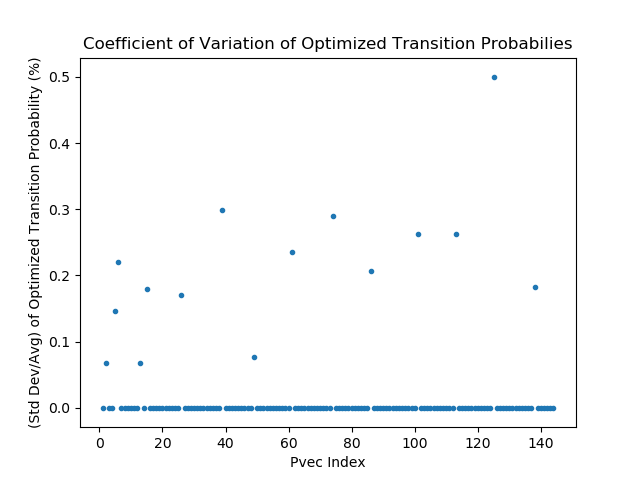 Coefficient of Variation of Optimized Transition Probabilies
(Std Dev/Avg) of Optimized Transition Probability (%)
0.5
0.4
0.3
0.2
0.1
0.0
0 20 40 60 80 100 120 140
Pvec Index